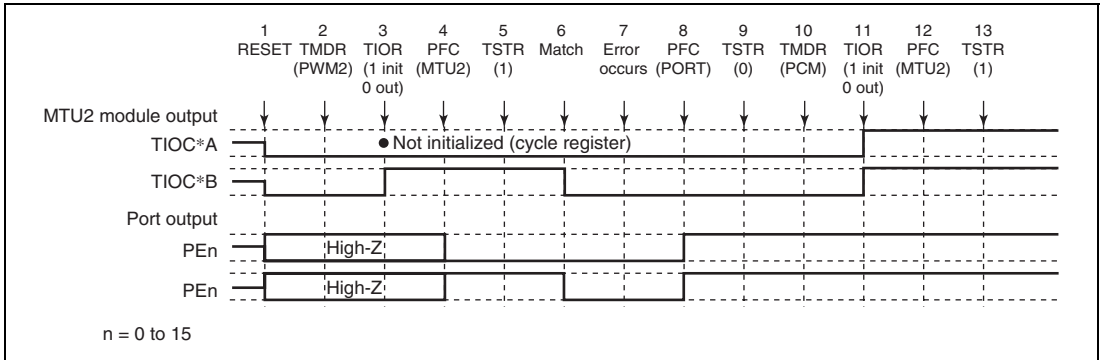 1 2 3 4 5 6 7 8 9 10 11 12 13
RESET TMDR TIOR PFC TSTR Match Error PFC TSTR TMDR TIOR PFC TSTR
(PWM2) (1 init (MTU2) (1) occurs (PORT) (0) (PCM) (1 init (MTU2) (1)
0 out) 0 out)
MTU2 module output
TIOC*A ● Not initialized (cycle register)
TIOC*B
Port output
PEn High-Z
PEn High-Z
n = 0 to 15